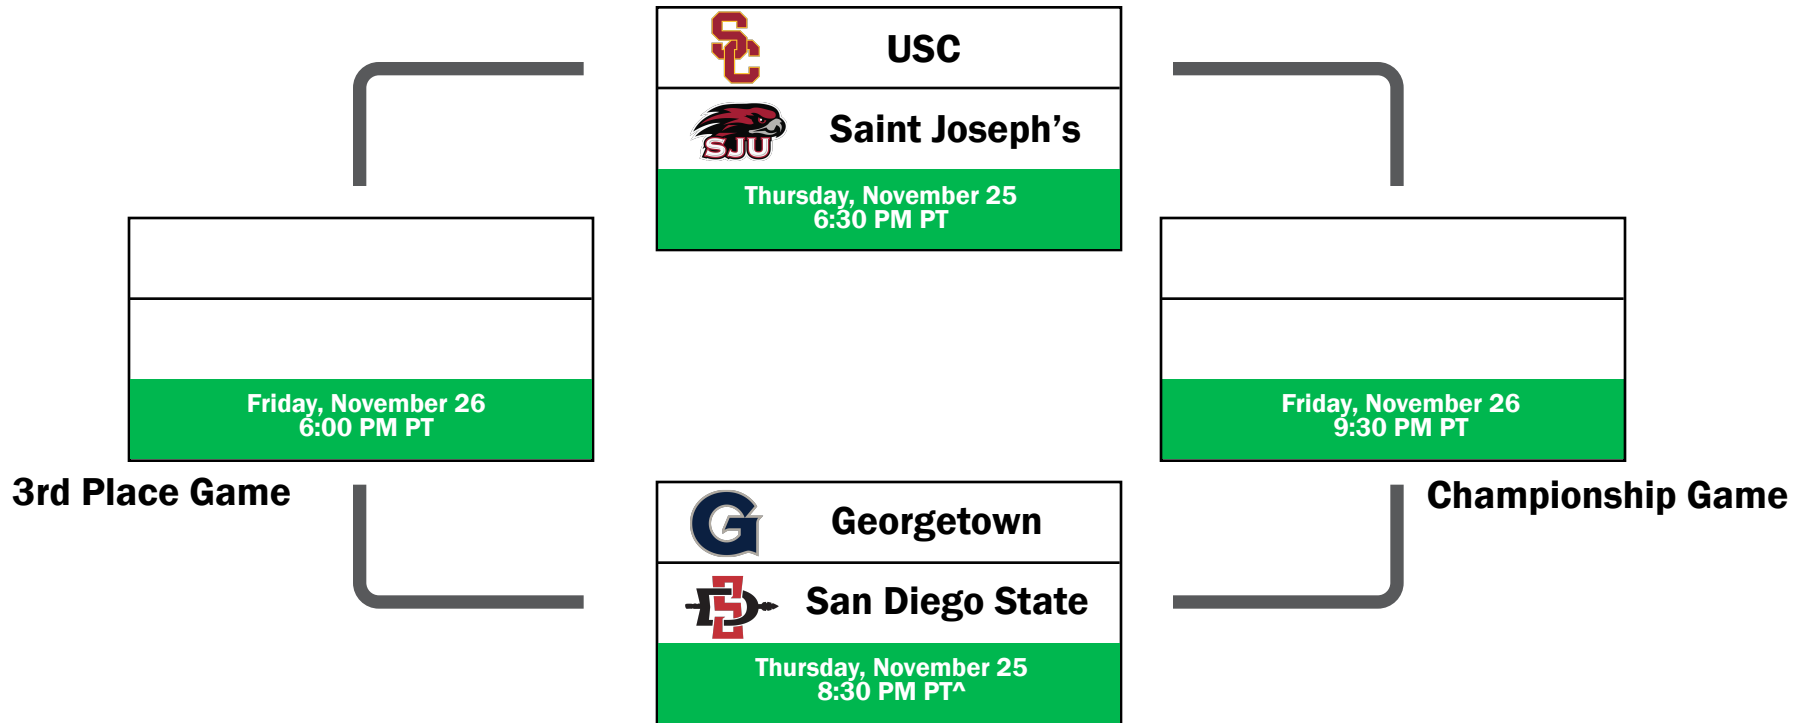 USC
SJU
Saint Joseph's
Thursday, November 25
6:30 PM PT
Friday, November 26
6:00 PM PT
3rd Place Game
Friday, November 26
9:30 PM PT
Championship Game
G
Georgetown
San Diego State
Thursday, November 25
8:30 PM PT^